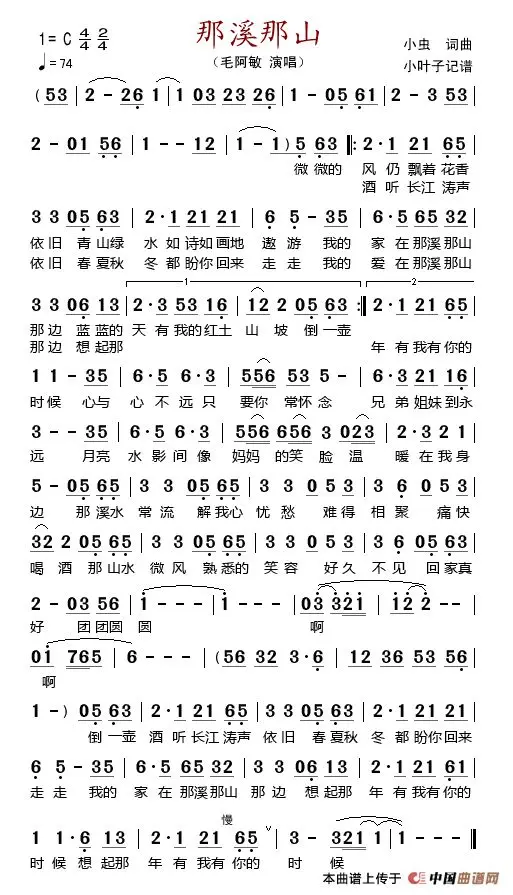 那溪那山
1=C 4/4 2/4
♩=74
（毛阿敏 演唱）
小虫 词曲
小叶子记谱
(53 | 2 - 26 1 | 1 03 23 26 | 1 - 05 61 |
2 - 01 56 | 1 - - 12 | 1 - 1) 5 63 |: 2·1 21 65 |
微 微的 风 仍 飘着 花香
酒 听 长江 涛声
3 3 05 63 | 2·1 21 21 | 6 5 - 35 | 6·5 65 32 |
依旧 青山绿 水如诗如画地 遨游 我的 家在那溪那山
依旧 春夏秋 冬都盼你回来 走走 我的 爱在那溪那山
1
2
3 3 06 13 | 2·3 53 16 | 12 2 05 63 :| 2·1 21 65 |
那边 蓝蓝的 天有我的红土 山坡 倒一壶
那边 想起那 年有我有你的
1 1 - 35 | 6·5 6·3 | 556 53 5 - | 6·3 21 16 |
时候 心与 心不远只 要你 常怀念 兄弟姐妹到永
3 - - 35 | 6·5 6·3 | 556 656 3 023 | 2·3 2 1 |
远 月亮 水影间像 妈妈的笑脸温 暖在我身
5 - 05 65 | 3 3 05 63 | 3 3 0 53 | 3 3 0 5 |
边 那溪水 常流 解我心 忧愁 难得 相聚 痛快
32 2 05 65 | 3 3 05 65 | 3 3 0 53 | 3 6 05 63 |
喝酒 那山水 微风 熟悉的 笑容 好久 不见 回家真
2 - 03 56 | 1 - - - | 1 - - - | 03 321 | 12 2 - - |
好 团团圆 圆 啊
01 765 | 6 - - - | (56 32 3·6 | 12 35 53 56 |
啊
1 -) 05 63 | 2·1 21 65 | 3 3 05 63 | 2·1 21 21 |
倒一壶 酒听长江涛声 依旧 春夏秋 冬都盼你回来
6 5 - 35 | 6·5 65 32 | 3 3 06 13 | 2·1 21 65 |
走走 我的 家在那溪那山 那边 想起那 年有我有你的
慢
1 1·6 13 | 2·1 21 65 | 3 - - 321 1 | 1 - ||
时候想起那 年有我有你的 时 候
本曲谱上传于 中国曲谱网